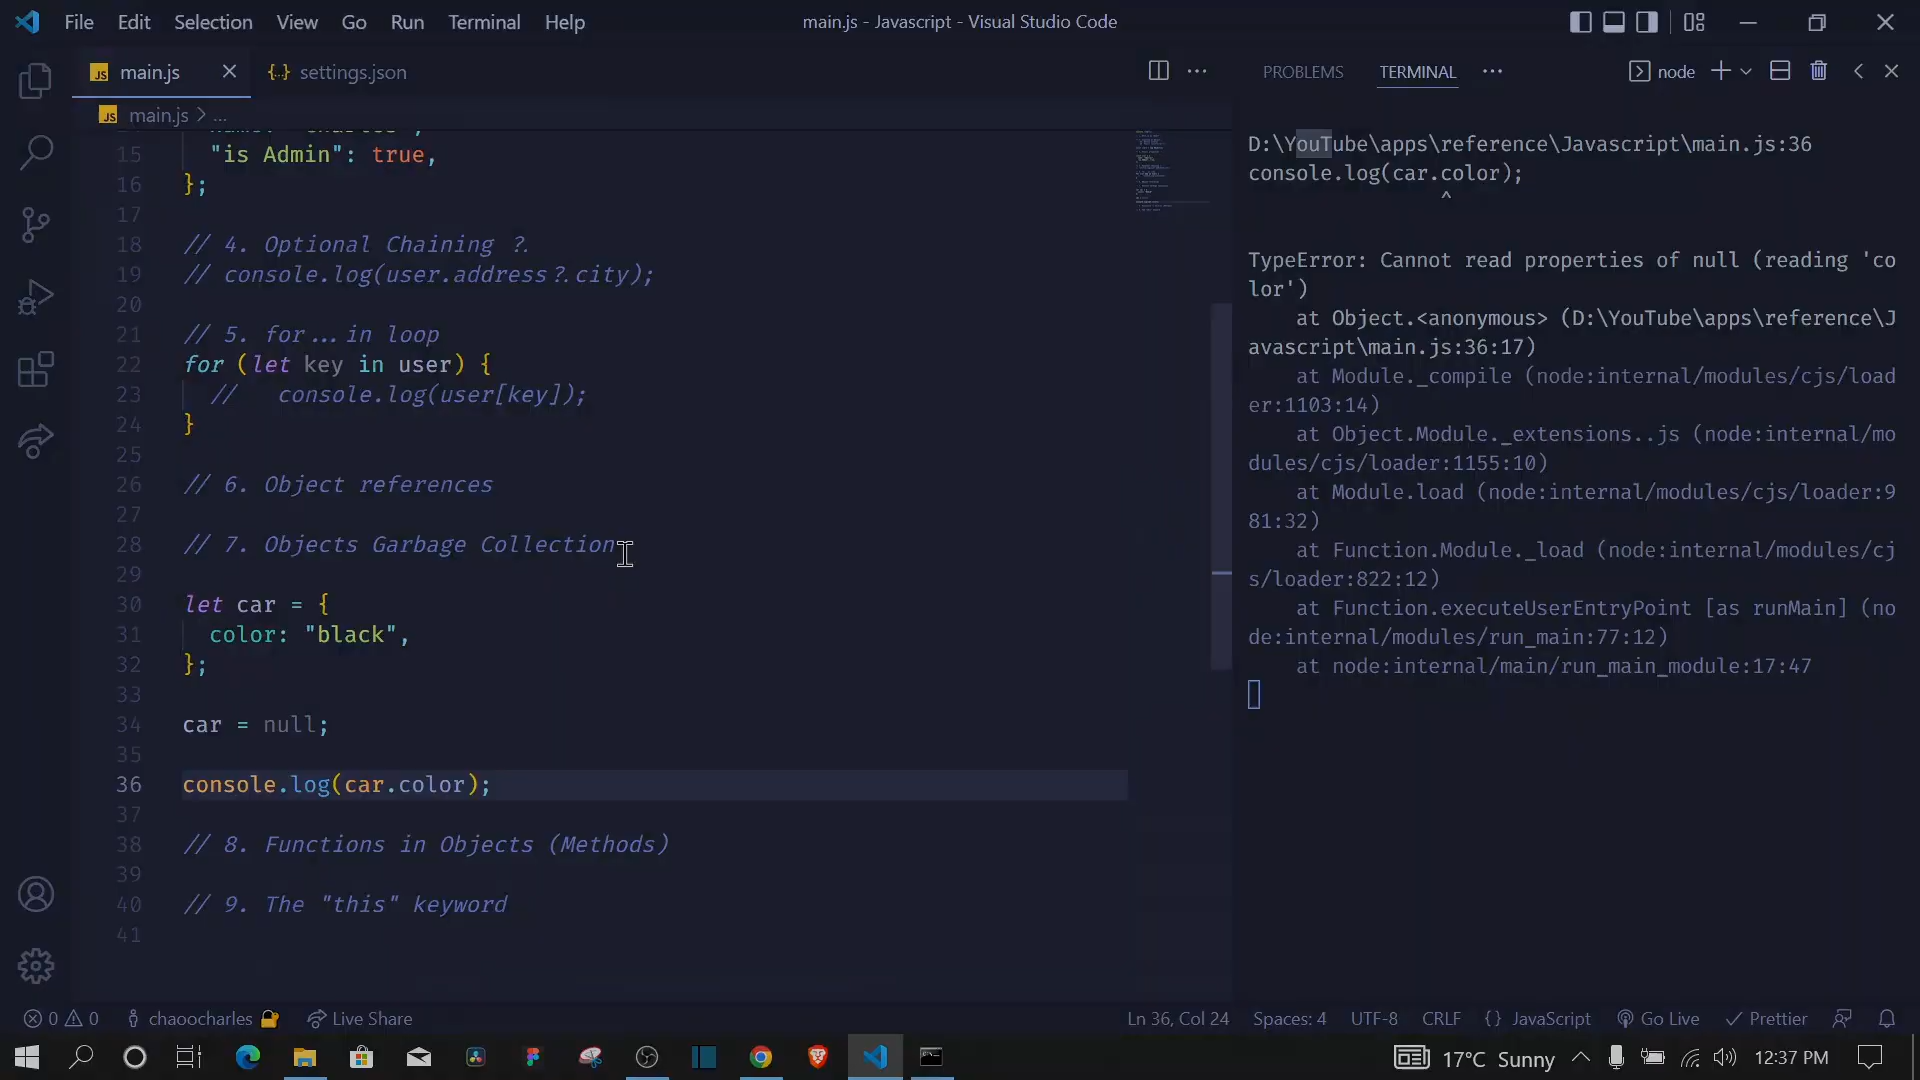 File Edit Selection View Go Run Terminal Help
main.js - Javascript - Visual Studio Code
JS main.js
{..} settings.json
PROBLEMS TERMINAL node
JS main.js > ...
15 "is Admin": true,
16 };
17
18 // 4. Optional Chaining ?.
19 // console.log(user.address?.city);
20
21 // 5. for...in loop
22 for (let key in user) {
23 //   console.log(user[key]);
24 }
25
26 // 6. Object references
27
28 // 7. Objects Garbage Collection
29
30 let car = {
31 color: "black",
32 };
33
34 car = null;
35
36 console.log(car.color);
37
38 // 8. Functions in Objects (Methods)
39
40 // 9. The "this" keyword
41
D:\YouTube\apps\reference\Javascript\main.js:36
console.log(car.color);
^
TypeError: Cannot read properties of null (reading 'co
lor')
at Object.<anonymous> (D:\YouTube\apps\reference\J
avascript\main.js:36:17)
at Module._compile (node:internal/modules/cjs/load
er:1103:14)
at Object.Module._extensions..js (node:internal/mo
dules/cjs/loader:1155:10)
at Module.load (node:internal/modules/cjs/loader:9
81:32)
at Function.Module._load (node:internal/modules/cj
s/loader:822:12)
at Function.executeUserEntryPoint [as runMain] (no
de:internal/modules/run_main:77:12)
at node:internal/main/run_main_module:17:47
0 0 chaoocharles Live Share
Ln 36, Col 24 Spaces: 4 UTF-8 CRLF {} JavaScript Go Live Prettier
17°C Sunny 12:37 PM